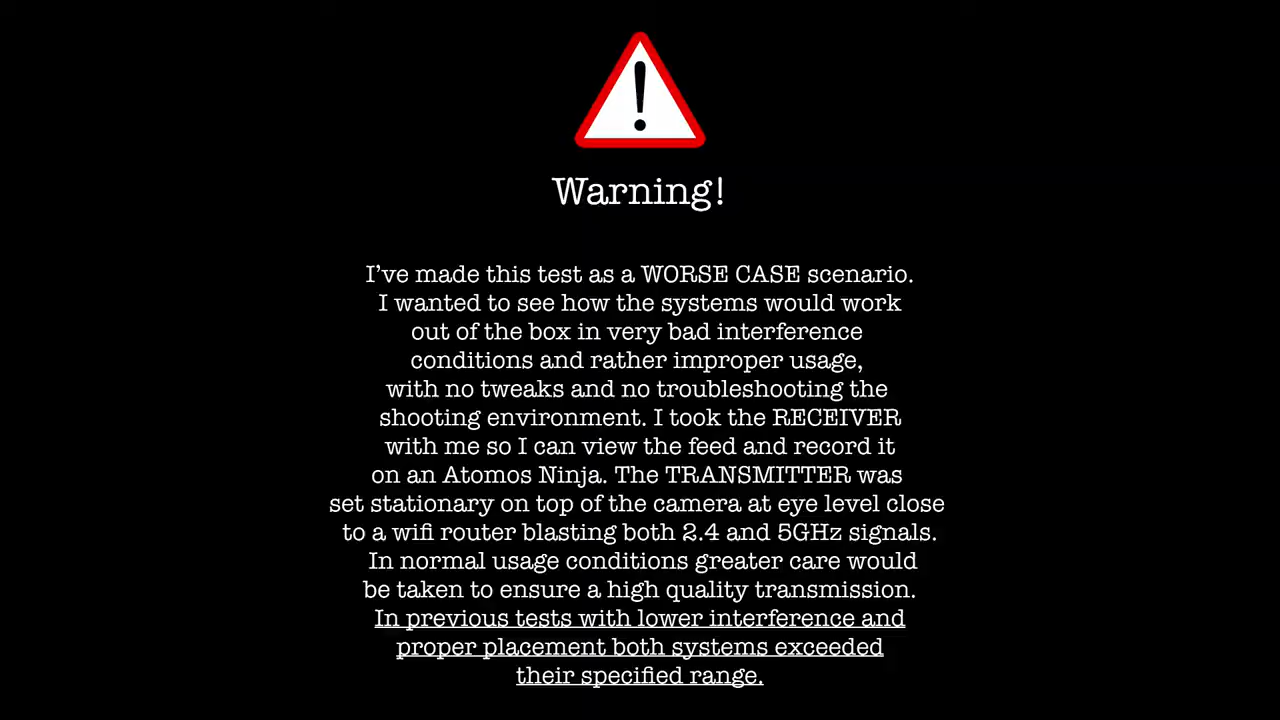 Warning!
I’ve made this test as a WORSE CASE scenario.
I wanted to see how the systems would work
out of the box in very bad interference
conditions and rather improper usage,
with no tweaks and no troubleshooting the
shooting environment. I took the RECEIVER
with me so I can view the feed and record it
on an Atomos Ninja. The TRANSMITTER was
set stationary on top of the camera at eye level close
to a wifi router blasting both 2.4 and 5GHz signals.
In normal usage conditions greater care would
be taken to ensure a high quality transmission.
In previous tests with lower interference and
proper placement both systems exceeded
their specified range.